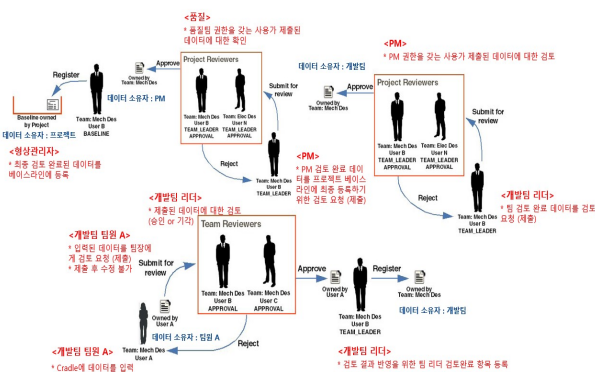 <품질>
* 품질팀 권한을 갖는 사용가 제출된
데이터에 대한 확인
Approve
Owned by
Team: Mech Des
데이터 소유자 : PM
Project Reviewers
Team: Mech Des
User B
TEAM_LEADER
APPROVAL
Team: Elec Des
User N
TEAM_LEADER
APPROVAL
Submit for
review
Reject
Team: Mech Des
User B
TEAM_LEADER
Register
Baseline owned
by Project
데이터 소유자 : 프로젝트
Team: Mech Des
User B
BASELINE
<형상관리자>
* 최종 검토 완료된 데이터를
베이스라인에 등록
<PM>
* PM 검토 완료 데이
터를 프로젝트 베이스
라인에 최종 등록하기
위한 검토 요청 (제출)
<PM>
* PM 권한을 갖는 사용가 제출된 데이터에 대한 검토
데이터 소유자 : 개발팀
Approve
Owned by
Team: Mech Des
Project Reviewers
Team: Mech Des
User B
TEAM_LEADER
APPROVAL
Team: Elec Des
User N
TEAM_LEADER
APPROVAL
Submit for
review
Reject
Team: Mech Des
User B
TEAM_LEADER
<개발팀 리더>
* 팀 검토 완료 데이터를 검토
요청 (제출)
<개발팀 리더>
* 제출된 데이터에 대한 검토
(승인 or 기각)
<개발팀 팀원 A>
* 입력된 데이터를 팀장에
게 검토 요청 (제출)
* 제출 후 수정 불가
Submit for
review
Team Reviewers
Team: Mech Des
User B
APPROVAL
Team: Mech Des
User C
APPROVAL
Approve
Owned by
User A
Register
Team: Mech Des
User B
TEAM_LEADER
Owned by
Team: Mech Des
데이터 소유자 : 개발팀
Owned by
User A
데이터 소유자 : 팀원 A
Reject
<개발팀 팀원 A>
Team: Mech Des
User A
* Cradle에 데이터를 입력
<개발팀 리더>
* 검토 결과 반영을 위한 팀 리더 검토완료 항목 등록